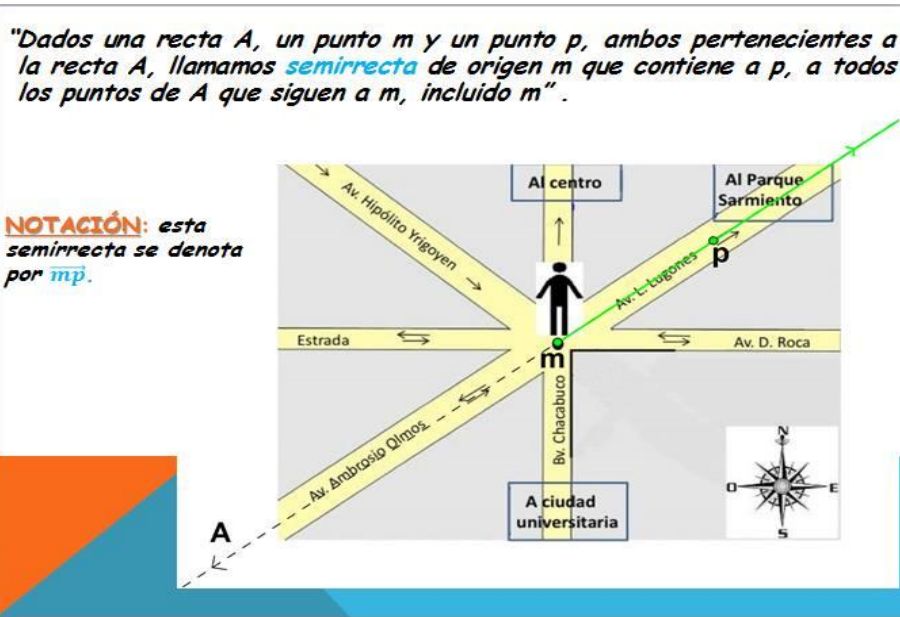 "Dados una recta A, un punto m y un punto p, ambos pertenecientes a
la recta A, llamamos semirrecta de origen m que contiene a p, a todos
los puntos de A que siguen a m, incluido m" .
NOTACIÓN: esta
semirrecta se denota
por mp.
Al centro
Al Parque
Sarmiento
Av. Hipólito Yrigoyen
Av. L. Lugones
p
Estrada
Av. D. Roca
m
Bv. Chacabuco
Av. Ambrosio Olmos
A ciudad
universitaria
N
O
E
S
A